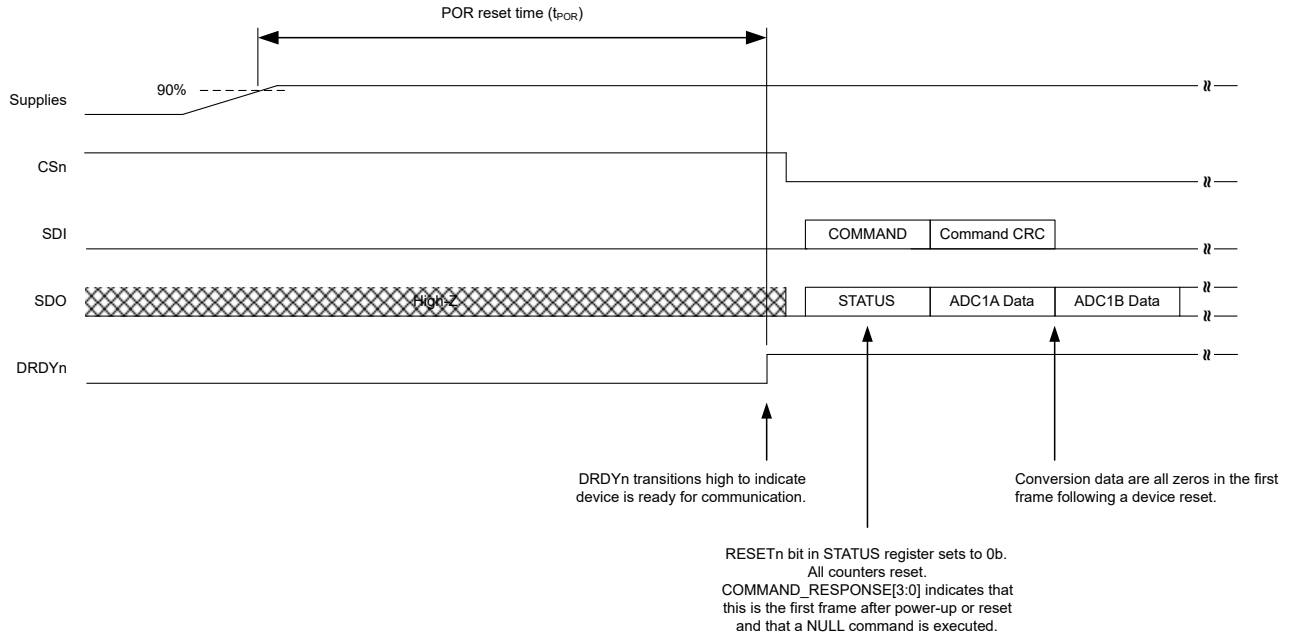 POR reset time (tPOR)
90%
Supplies
CSn
SDI
COMMAND
Command CRC
SDO
High-Z
STATUS
ADC1A Data
ADC1B Data
DRDYn
DRDYn transitions high to indicate
device is ready for communication.
Conversion data are all zeros in the first
frame following a device reset.
RESETn bit in STATUS register sets to 0b.
All counters reset.
COMMAND_RESPONSE[3:0] indicates that
this is the first frame after power-up or reset
and that a NULL command is executed.